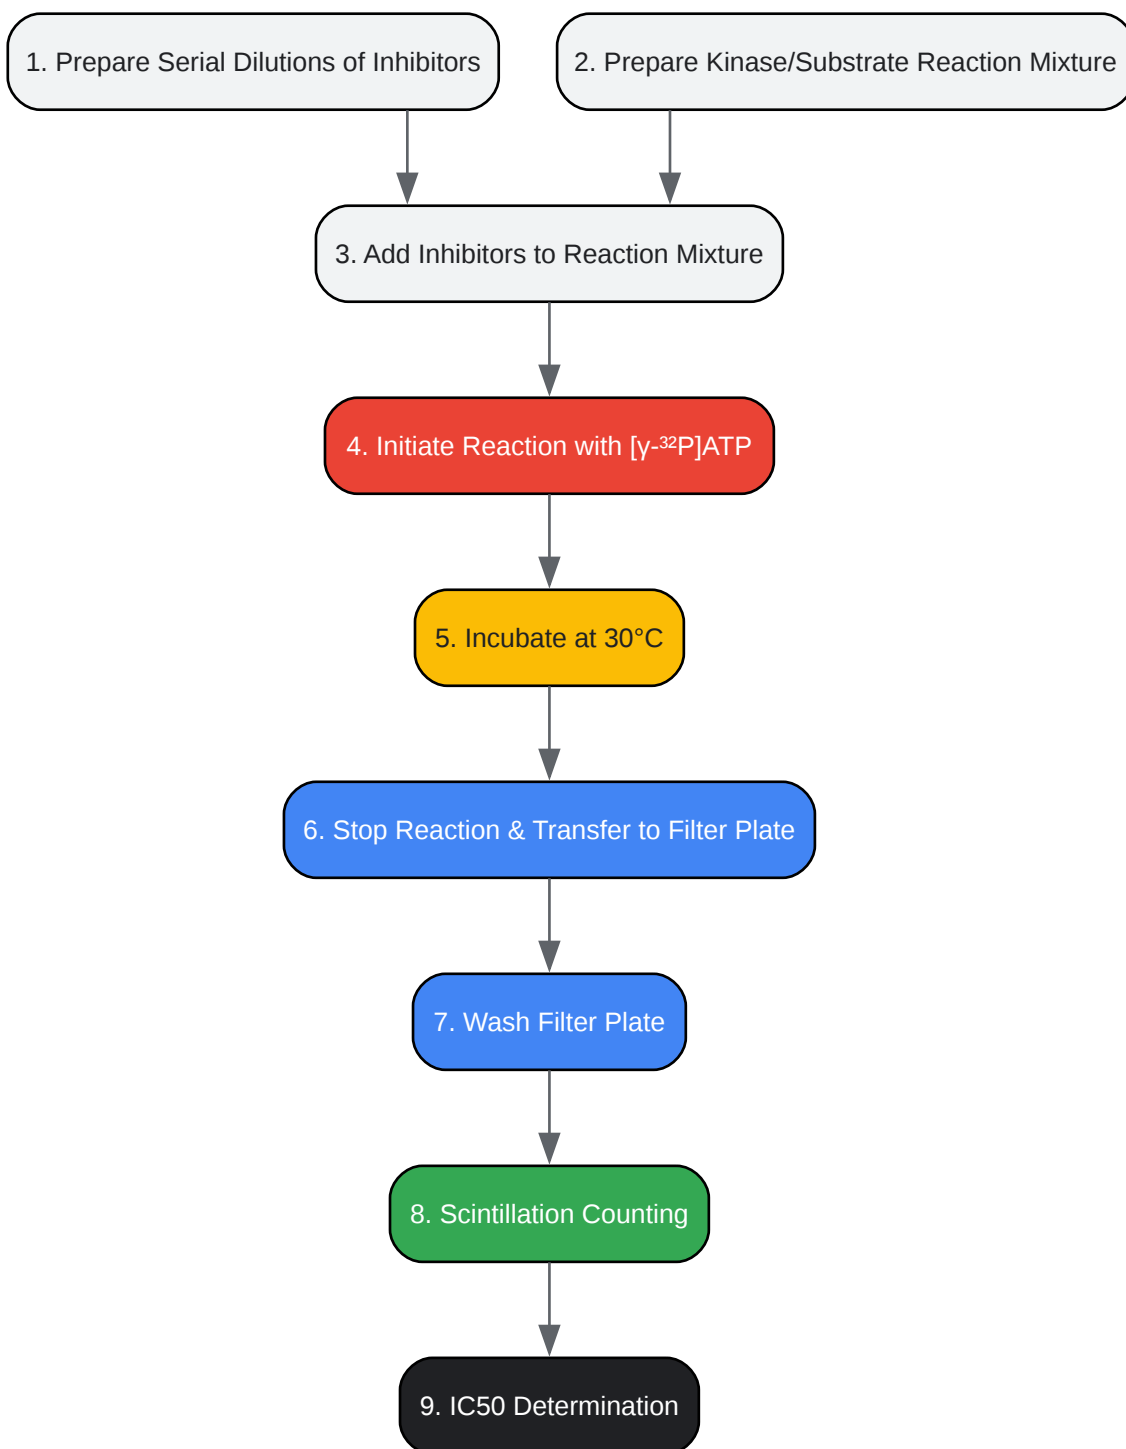 1. Prepare Serial Dilutions of Inhibitors
2. Prepare Kinase/Substrate Reaction Mixture
3. Add Inhibitors to Reaction Mixture
4. Initiate Reaction with [γ-³²P]ATP
5. Incubate at 30°C
6. Stop Reaction & Transfer to Filter Plate
7. Wash Filter Plate
8. Scintillation Counting
9. IC50 Determination